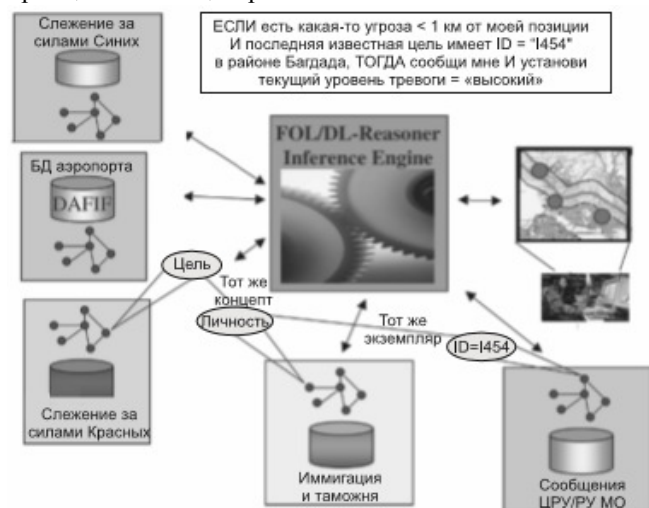 Слежение за
силами Синих
ЕСЛИ есть какая-то угроза < 1 км от моей позиции
И последняя известная цель имеет ID = "I454"
в районе Багдада, ТОГДА сообщи мне И установи
текущий уровень тревоги = «высокий»
FOL/DL-Reasoner
Inference Engine
БД аэропорта
DAFIF
Цель
Тот же
концепт
Личность
Тот же
экземпляр
ID=I454
Слежение за
силами Красных
Иммиграция
и таможня
Сообщения
ЦРУ/РУ МО